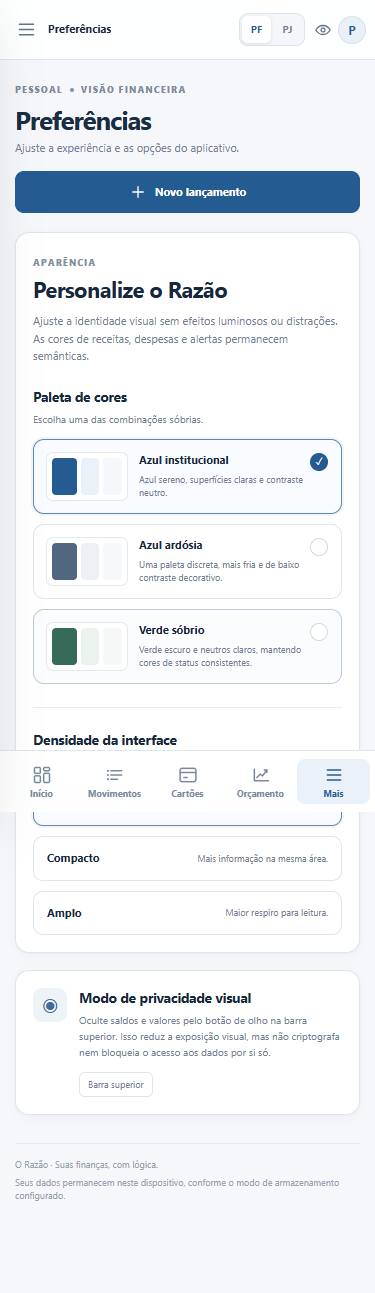 Preferências
PF
PJ
P
PESSOAL • VISÃO FINANCEIRA
Preferências
Ajuste a experiência e as opções do aplicativo.
Novo lançamento
APARÊNCIA
Personalize o Razão
Ajuste a identidade visual sem efeitos luminosos ou distrações.
As cores de receitas, despesas e alertas permanecem
semânticas.
Paleta de cores
Escolha uma das combinações sóbrias.
Azul institucional
Azul sereno, superfícies claras e contraste
neutro.
Azul ardósia
Uma paleta discreta, mais fria e de baixo
contraste decorativo.
Verde sóbrio
Verde escuro e neutros claros, mantendo
cores de status consistentes.
Densidade da interface
Início
Movimentos
Cartões
Orçamento
Mais
Compacto
Mais informação na mesma área.
Amplo
Maior respiro para leitura.
Modo de privacidade visual
Oculte saldos e valores pelo botão de olho na barra
superior. Isso reduz a exposição visual, mas não criptografa
nem bloqueia o acesso aos dados por si só.
Barra superior
O Razão · Suas finanças, com lógica.
Seus dados permanecem neste dispositivo, conforme o modo de armazenamento
configurado.